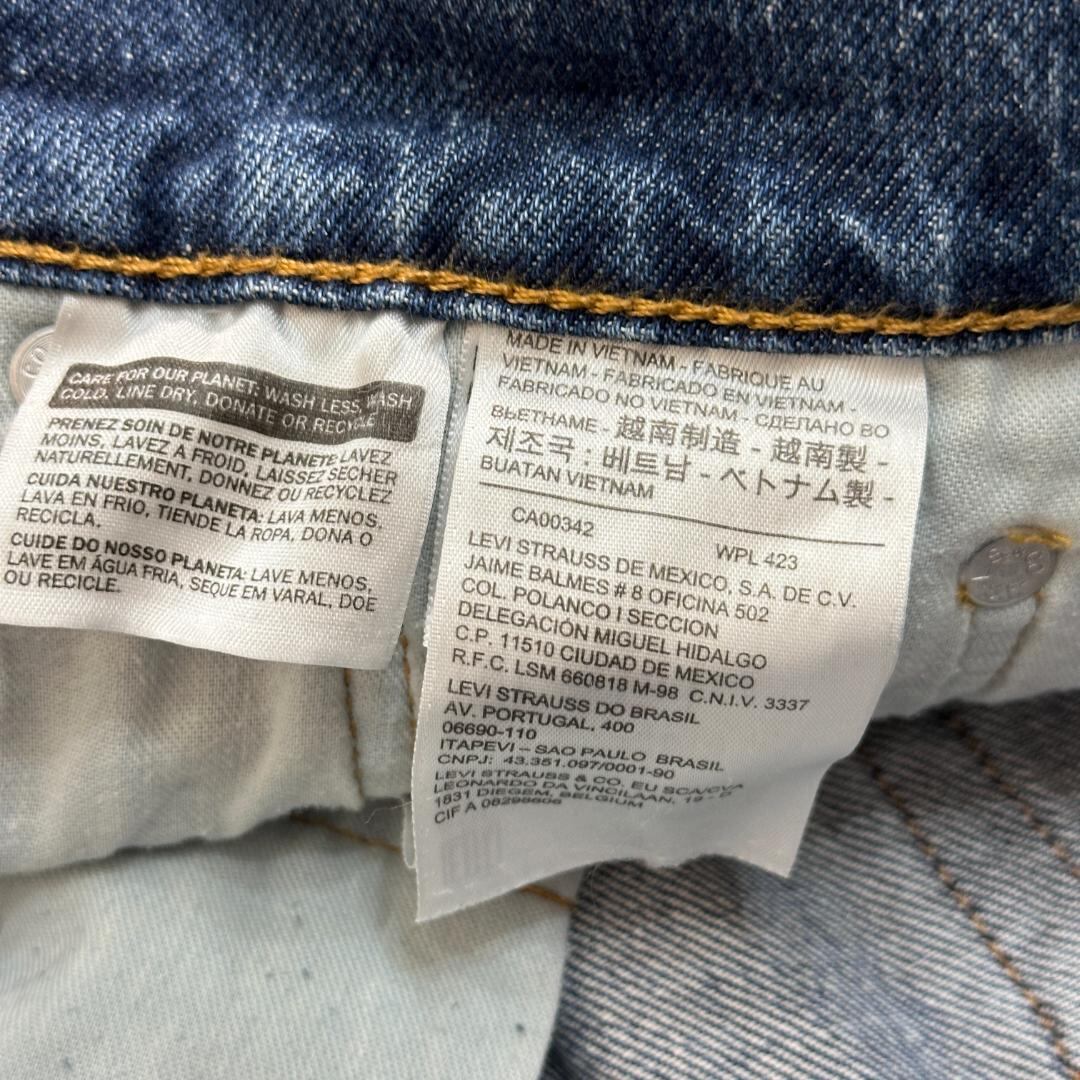 CARE FOR OUR PLANET: WASH LESS, WASH
COLD, LINE DRY, DONATE OR RECYCLE
PRENEZ SOIN DE NOTRE PLANETE: LAVEZ
MOINS, LAVEZ À FROID, LAISSEZ SÉCHER
NATURELLEMENT, DONNEZ OU RECYCLEZ
CUIDA NUESTRO PLANETA: LAVA MENOS,
LAVA EN FRIO, TIENDE LA ROPA, DONA O
RECICLA.
CUIDE DO NOSSO PLANETA: LAVE MENOS,
LAVE EM ÁGUA FRIA, SEQUE EM VARAL, DOE
OU RECICLE.
MADE IN VIETNAM - FABRIQUE AU
VIETNAM - FABRICADO EN VIETNAM -
FABRICADO NO VIETNAM - СДЕЛАНО ВО
ВЬЕТНАМЕ - 越南制造 - 越南製 -
제조국 : 베트남 - ベトナム製 -
BUATAN VIETNAM
CA00342 WPL 423
LEVI STRAUSS DE MEXICO, S.A. DE C.V.
JAIME BALMES # 8 OFICINA 502
COL. POLANCO I SECCION
DELEGACIÓN MIGUEL HIDALGO
C.P. 11510 CIUDAD DE MEXICO
R.F.C. LSM 660818 M-98 C.N.I.V. 3337
LEVI STRAUSS DO BRASIL
AV. PORTUGAL, 400
06690-110
ITAPEVI – SAO PAULO BRASIL
CNPJ: 43.351.097/0001-90
LEVI STRAUSS & CO. EU SCA/CVA
LEONARDO DA VINCILAAN, 19 - D
1831 DIEGEM, BELGIUM
CIF A 08298606